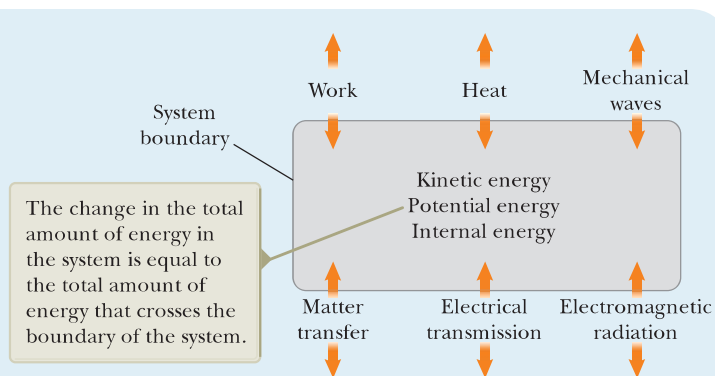 Work
Heat
Mechanical
waves
System
boundary
Kinetic energy
Potential energy
Internal energy
The change in the total
amount of energy in
the system is equal to
the total amount of
energy that crosses the
boundary of the system.
Matter
transfer
Electrical
transmission
Electromagnetic
radiation